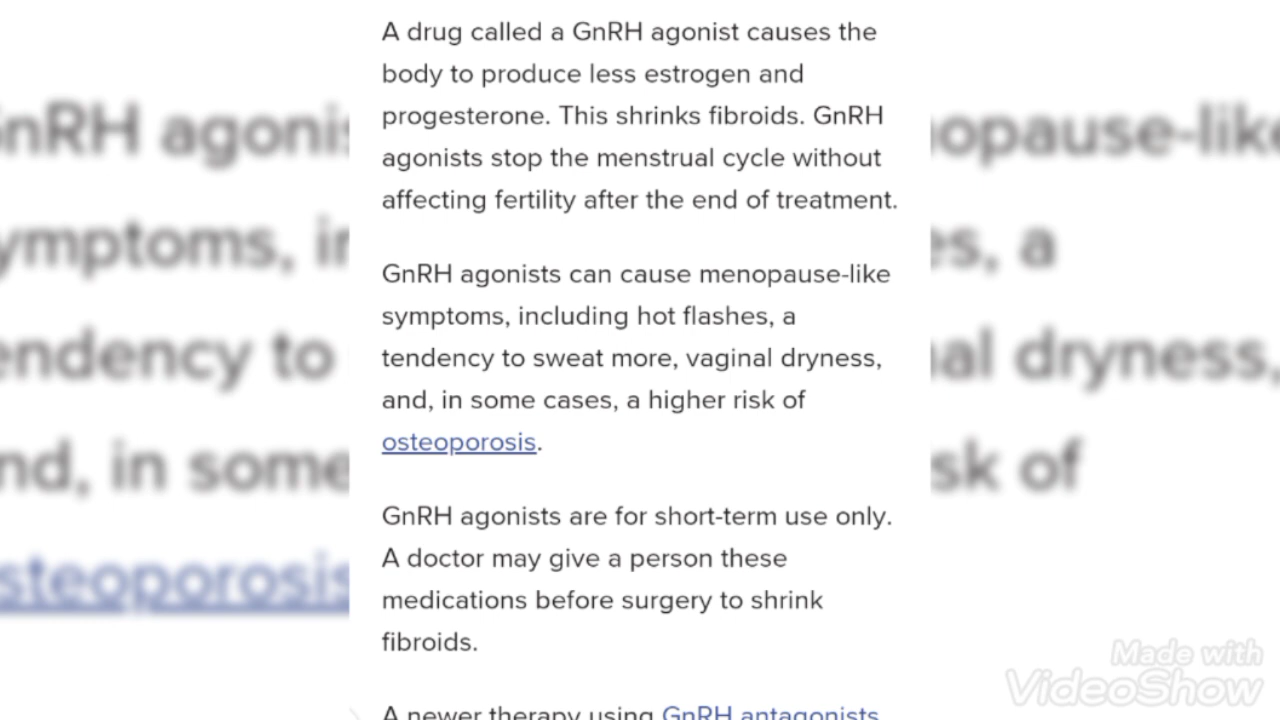 A drug called a GnRH agonist causes the
body to produce less estrogen and
progesterone. This shrinks fibroids. GnRH
agonists stop the menstrual cycle without
affecting fertility after the end of treatment.
GnRH agonists can cause menopause-like
symptoms, including hot flashes, a
tendency to sweat more, vaginal dryness,
and, in some cases, a higher risk of
osteoporosis.
GnRH agonists are for short-term use only.
A doctor may give a person these
medications before surgery to shrink
fibroids.
A newer therapy using GnRH antagonists
Made with
VideoShow